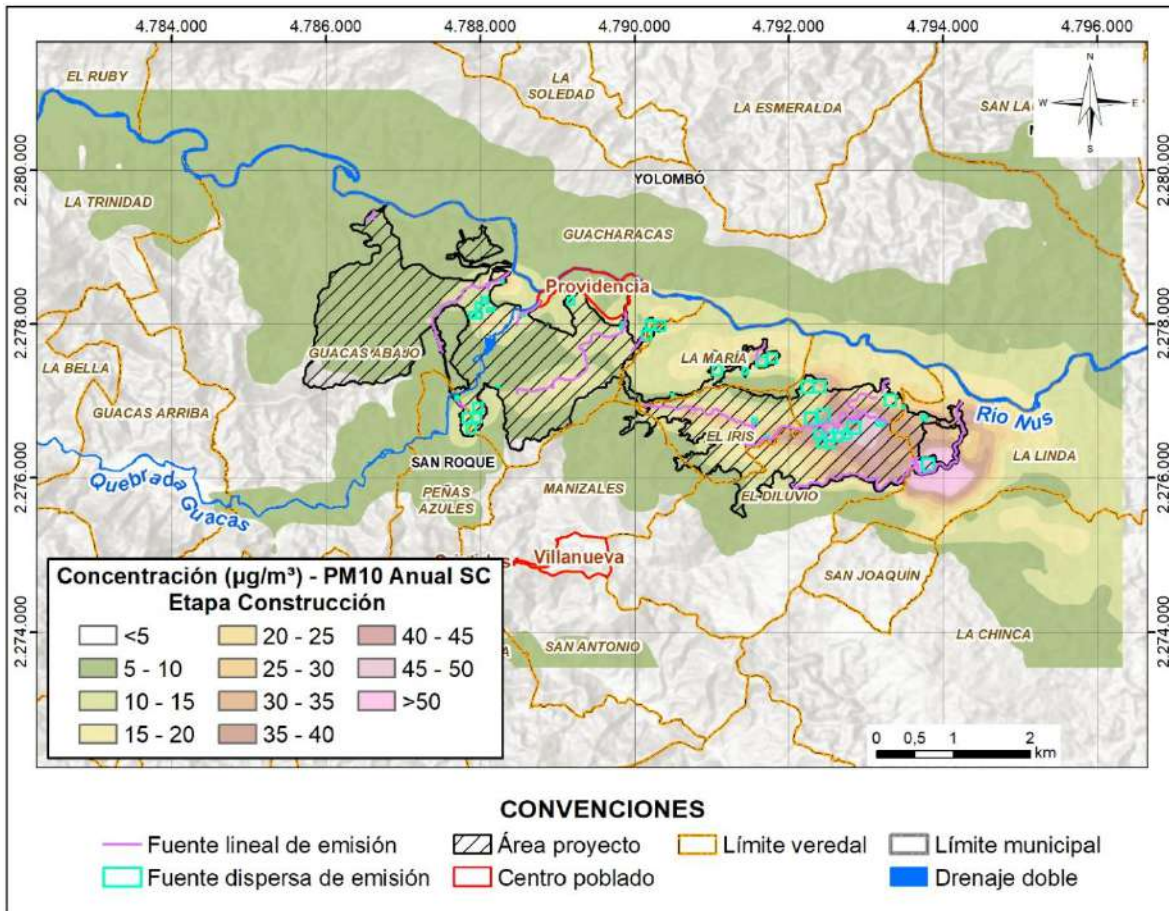 4.784.000 4.786.000 4.788.000 4.790.000 4.792.000 4.794.000 4.796.000
EL RUBY
LA
SOLEDAD
LA ESMERALDA
N
W E
S
2.280.000
2.280.000
YOLOMBÓ
LA TRINIDAD
GUACHARACAS
Providencia
2.278.000
2.278.000
LA BELLA
GUACAS ABAJO
LA MARÍA
GUACAS ARRIBA
Río Nus
EL IRIS
SAN ROQUE
LA LINDA
2.276.000
2.276.000
Quebrada Guacas
PEÑAS
AZULES
MANIZALES
EL DILUVIO
Villanueva
SAN JOAQUÍN
2.274.000
2.274.000
SAN ANTONIO
LA CHINCA
Concentración (µg/m³) - PM10 Anual SC
Etapa Construcción
<5 20 - 25 40 - 45
5 - 10 25 - 30 45 - 50
10 - 15 30 - 35 >50
15 - 20 35 - 40
0 0,5 1 2
km
CONVENCIONES
Fuente lineal de emisión Área proyecto Límite veredal Límite municipal
Fuente dispersa de emisión Centro poblado Drenaje doble